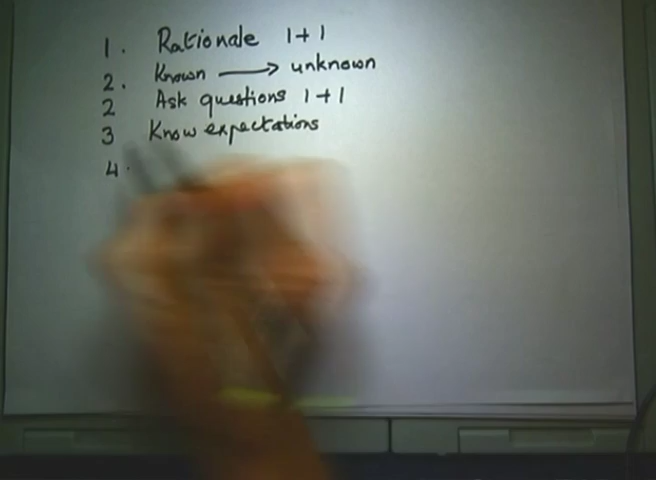 1. Rationale 1+1
2. Known → unknown
2 Ask questions 1+1
3 Know expectations
4.